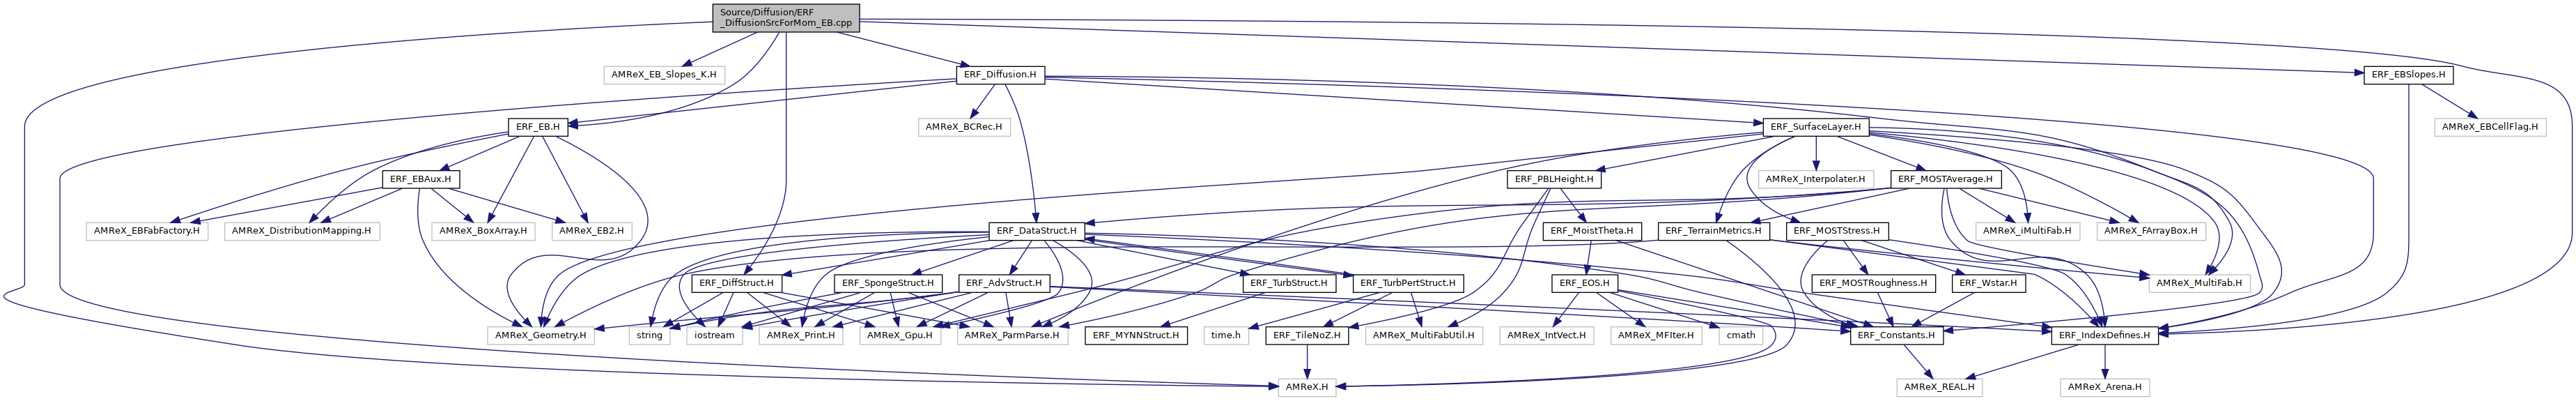 Source/Diffusion/ERF
_DiffusionSrcForMom_EB.cpp
AMReX_EB_Slopes_K.H
ERF_Diffusion.H
ERF_EBSlopes.H
ERF_EB.H
AMReX_BCRec.H
ERF_SurfaceLayer.H
AMReX_EBCellFlag.H
ERF_EBAux.H
ERF_PBLHeight.H
AMReX_Interpolater.H
ERF_MOSTAverage.H
AMReX_EBFabFactory.H
AMReX_DistributionMapping.H
AMReX_BoxArray.H
AMReX_EB2.H
ERF_DataStruct.H
ERF_MoistTheta.H
ERF_TerrainMetrics.H
ERF_MOSTStress.H
AMReX_iMultiFab.H
AMReX_FArrayBox.H
ERF_DiffStruct.H
ERF_SpongeStruct.H
ERF_AdvStruct.H
ERF_TurbStruct.H
ERF_TurbPertStruct.H
ERF_EOS.H
ERF_MOSTRoughness.H
ERF_Wstar.H
AMReX_MultiFab.H
AMReX_Geometry.H
string
iostream
AMReX_Print.H
AMReX_Gpu.H
AMReX_ParmParse.H
ERF_MYNNStruct.H
time.h
ERF_TileNoZ.H
AMReX_MultiFabUtil.H
AMReX_IntVect.H
AMReX_MFIter.H
cmath
ERF_Constants.H
ERF_IndexDefines.H
AMReX.H
AMReX_REAL.H
AMReX_Arena.H